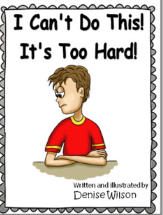 I Can't Do This!
It's Too Hard!
Written and illustrated by
Denise Wilson